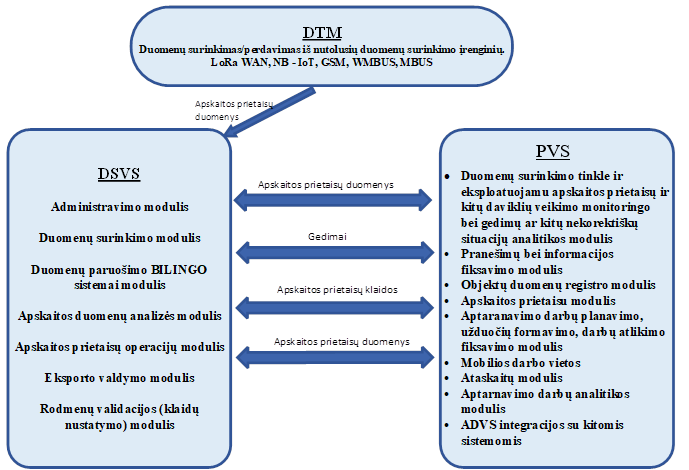 DTM
Duomenų surinkimas/perdavimas iš nutolusių duomenų surinkimo įrenginių.
LoRa WAN, NB - IoT, GSM, WMBUS, MBUS
Apskaitos prietaisų
duomenys
DSVS
Administravimo modulis
Duomenų surinkimo modulis
Duomenų paruošimo BILINGO
sistemai modulis
Apskaitos duomenų analizės modulis
Apskaitos prietaisų operacijų modulis
Eksporto valdymo modulis
Rodmenų validacijos (klaidų
nustatymo) modulis
Apskaitos prietaisų duomenys
Gedimai
Apskaitos prietaisų klaidos
Apskaitos prietaisų duomenys
PVS
• Duomenų surinkimo tinkle ir
eksploatuojamu apskaitos prietaisų ir
kitų daviklių veikimo monitoringo
bei gedimų ar kitų nekorektiškų
situacijų analitikos modulis
• Pranešimų bei informacijos
fiksavimo modulis
• Objektų duomenų registro modulis
• Apskaitos prietaisu modulis
• Aptaranavimo darbų planavimo,
užduočių formavimo, darbų atlikimo
fiksavimo modulis
• Mobilios darbo vietos
• Ataskaitų modulis
• Aptarnavimo darbų analitikos
modulis
• ADVS integracijos su kitomis
sistemomis